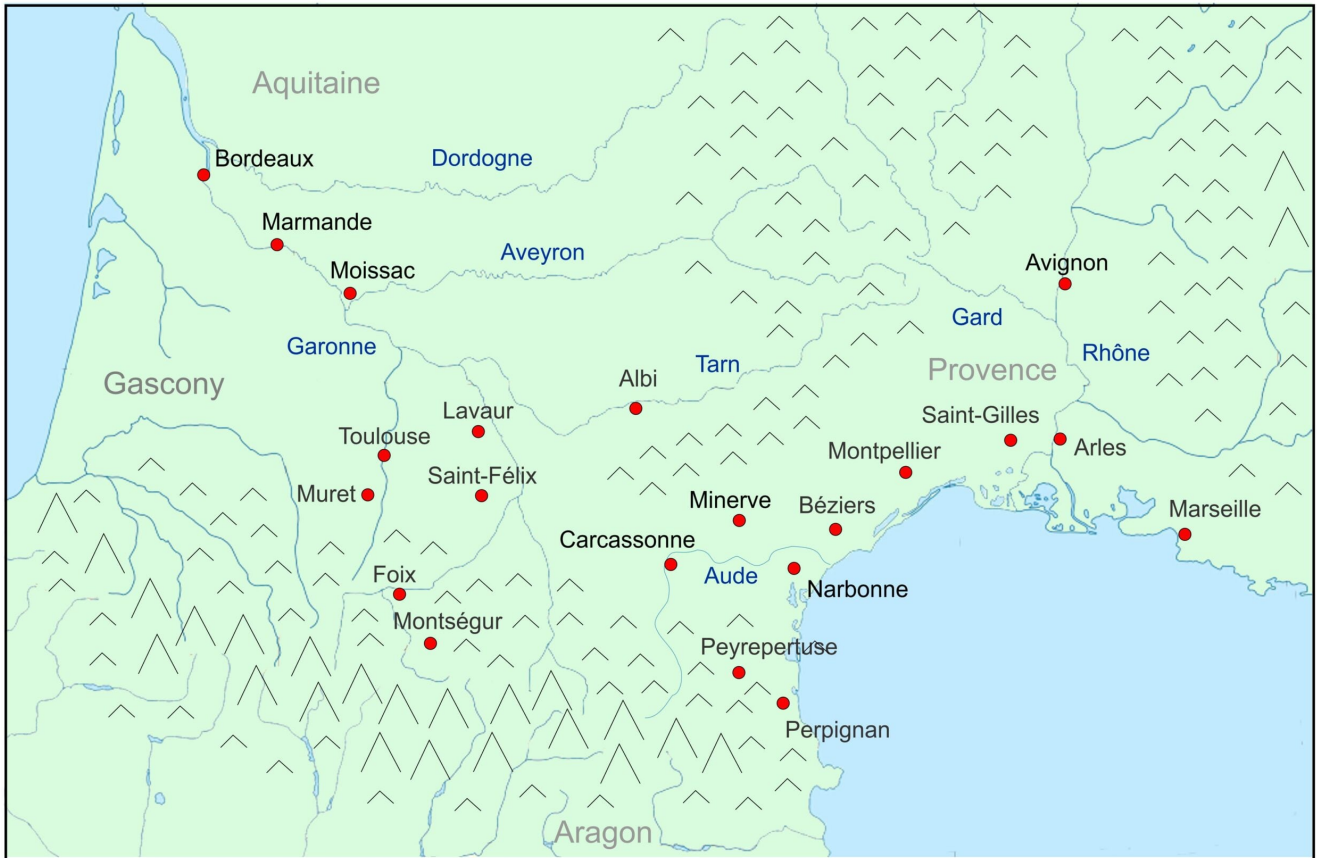 Aquitaine
Bordeaux
Dordogne
Marmande
Aveyron
Moissac
Avignon
Gard
Garonne
Rhône
Tarn
Provence
Gascony
Albi
Lavaur
Saint-Gilles
Toulouse
Arles
Montpellier
Saint-Félix
Muret
Minerve
Béziers
Marseille
Carcassonne
Foix
Aude
Narbonne
Montségur
Peyrepertuse
Perpignan
Aragon